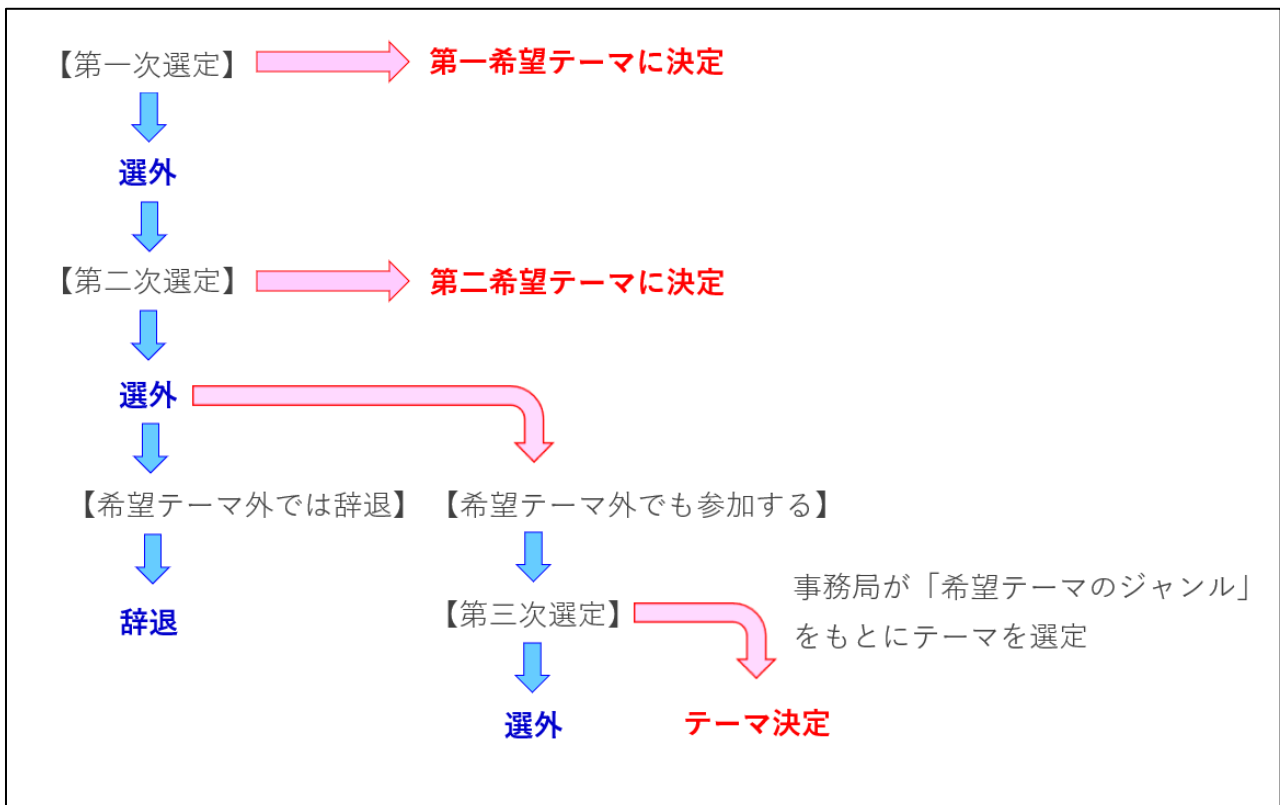 【第一次選定】
第一希望テーマに決定
選外
【第二次選定】
第二希望テーマに決定
選外
【希望テーマ外では辞退】
【希望テーマ外でも参加する】
辞退
【第三次選定】
事務局が「希望テーマのジャンル」
をもとにテーマを選定
選外
テーマ決定